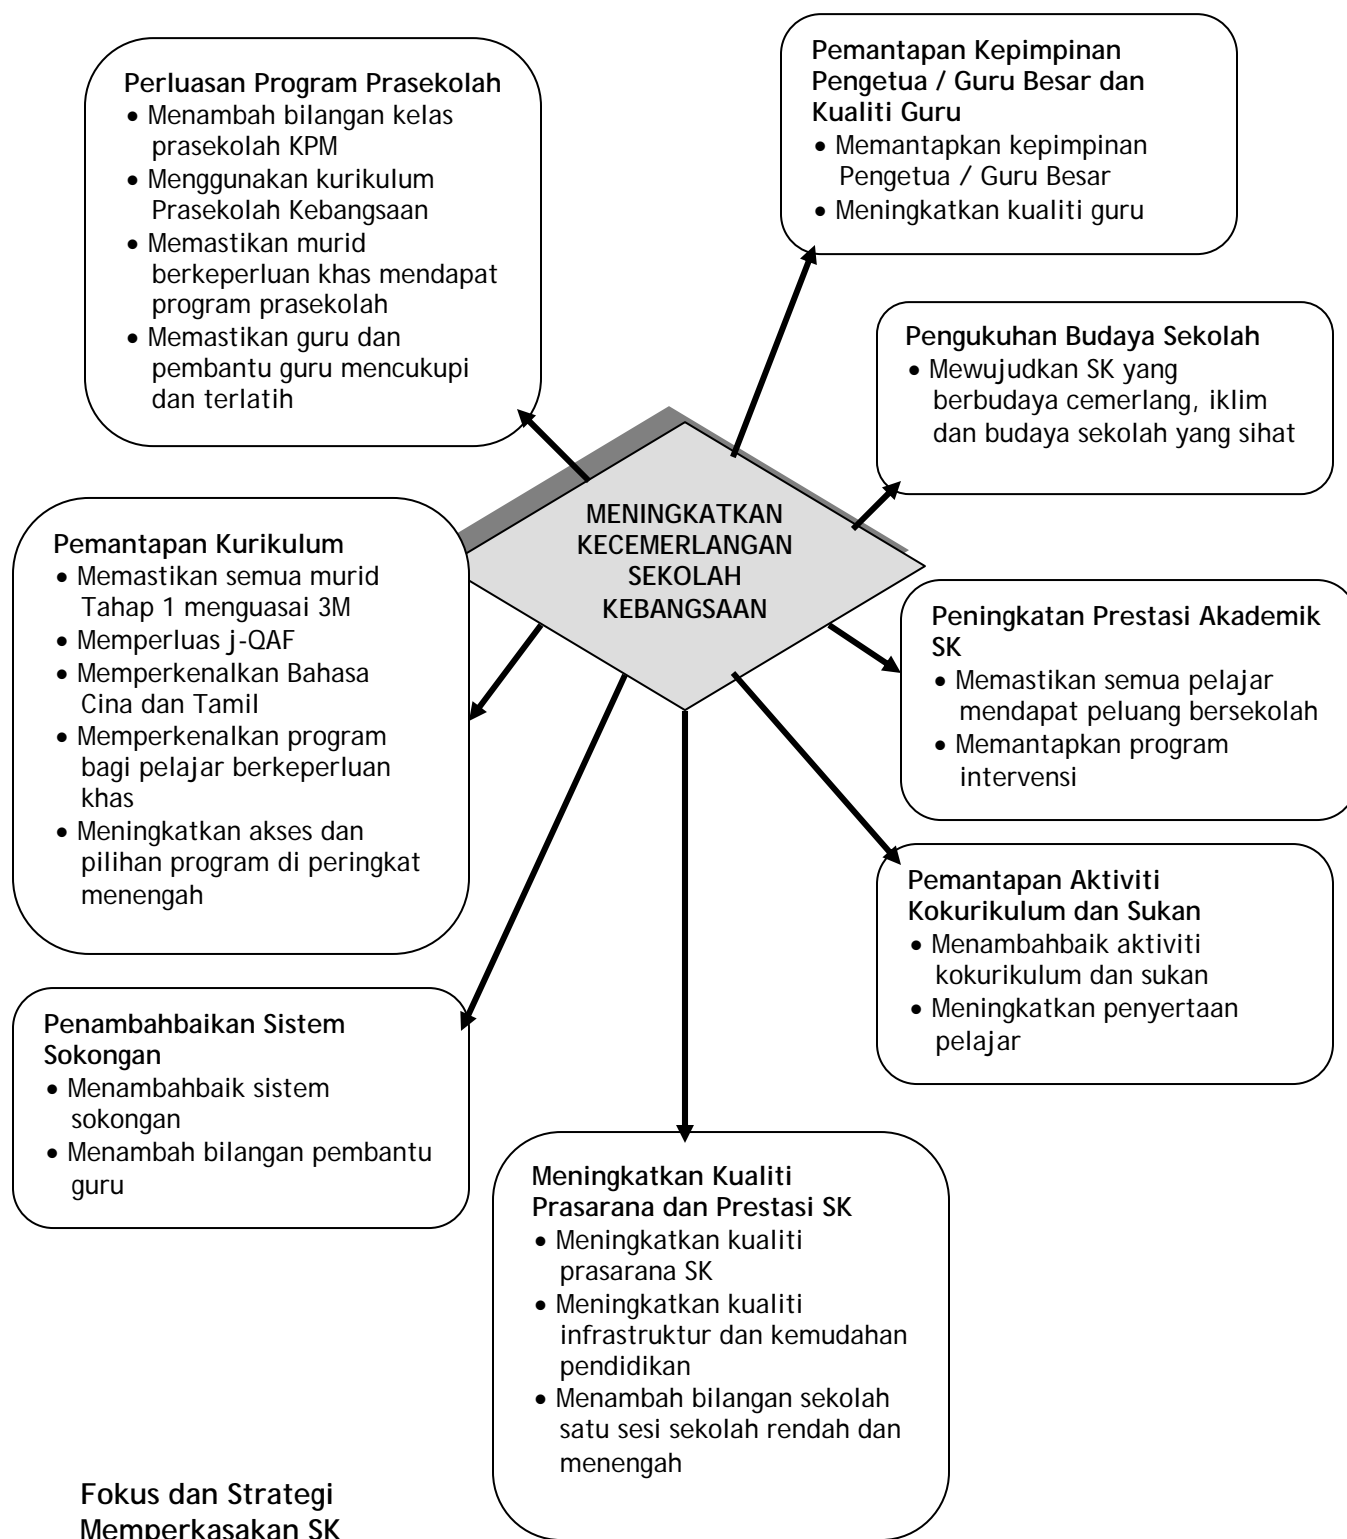 Perluasan Program Prasekolah
• Menambah bilangan kelas
prasekolah KPM
• Menggunakan kurikulum
Prasekolah Kebangsaan
• Memastikan murid
berkeperluan khas mendapat
program prasekolah
• Memastikan guru dan
pembantu guru mencukupi
dan terlatih
Pemantapan Kepimpinan
Pengetua / Guru Besar dan
Kualiti Guru
• Memantapkan kepimpinan
Pengetua / Guru Besar
• Meningkatkan kualiti guru
Pengukuhan Budaya Sekolah
• Mewujudkan SK yang
berbudaya cemerlang, iklim
dan budaya sekolah yang sihat
MENINGKATKAN
KECEMERLANGAN
SEKOLAH
KEBANGSAAN
Pemantapan Kurikulum
• Memastikan semua murid
Tahap 1 menguasai 3M
• Memperluas j-QAF
• Memperkenalkan Bahasa
Cina dan Tamil
• Memperkenalkan program
bagi pelajar berkeperluan
khas
• Meningkatkan akses dan
pilihan program di peringkat
menengah
Peningkatan Prestasi Akademik
SK
• Memastikan semua pelajar
mendapat peluang bersekolah
• Memantapkan program
intervensi
Pemantapan Aktiviti
Kokurikulum dan Sukan
• Menambahbaik aktiviti
kokurikulum dan sukan
• Meningkatkan penyertaan
pelajar
Penambahbaikan Sistem
Sokongan
• Menambahbaik sistem
sokongan
• Menambah bilangan pembantu
guru
Meningkatkan Kualiti
Prasarana dan Prestasi SK
• Meningkatkan kualiti
prasarana SK
• Meningkatkan kualiti
infrastruktur dan kemudahan
pendidikan
• Menambah bilangan sekolah
satu sesi sekolah rendah dan
menengah
Fokus dan Strategi
Memperkasakan SK